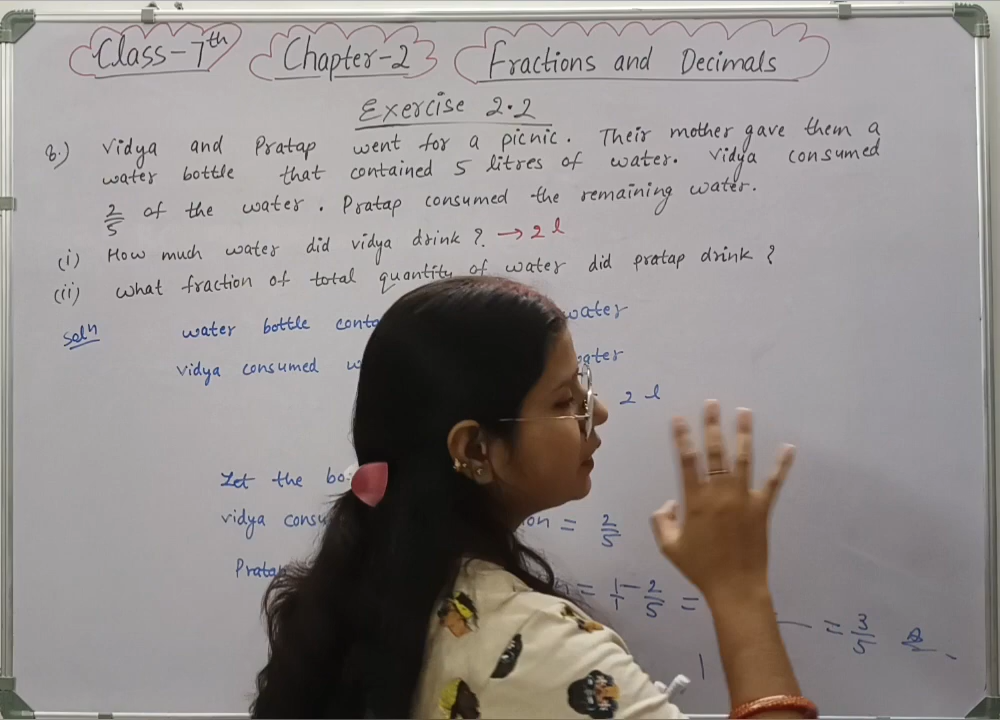 Class-7th Chapter-2 Fractions and Decimals
Exercise 2.2
8.) Vidya and Pratap went for a picnic. Their mother gave them a
water bottle that contained 5 litres of water. Vidya consumed
2/5 of the water. Pratap consumed the remaining water.
(i) How much water did vidya drink? → 2 l
(ii) what fraction of total quantity of water did pratap drink?
Solⁿ water bottle water
vidya consumed water
2 l
Let the
vidya = 2/5
= 1/1 - 2/5 = = 3/5